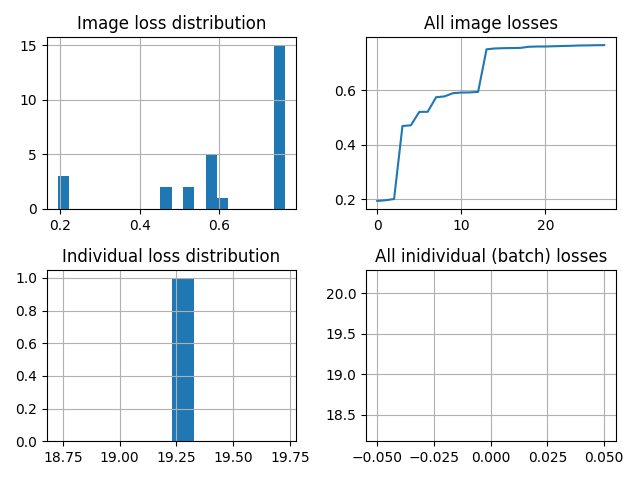 Image loss distribution
15
10
5
0
0.2 0.4 0.6
All image losses
0.6
0.4
0.2
0 10 20
Individual loss distribution
1.0
0.8
0.6
0.4
0.2
0.0
18.75 19.00 19.25 19.50 19.75
All inidividual (batch) losses
20.0
19.5
19.0
18.5
−0.050 −0.025 0.000 0.025 0.050